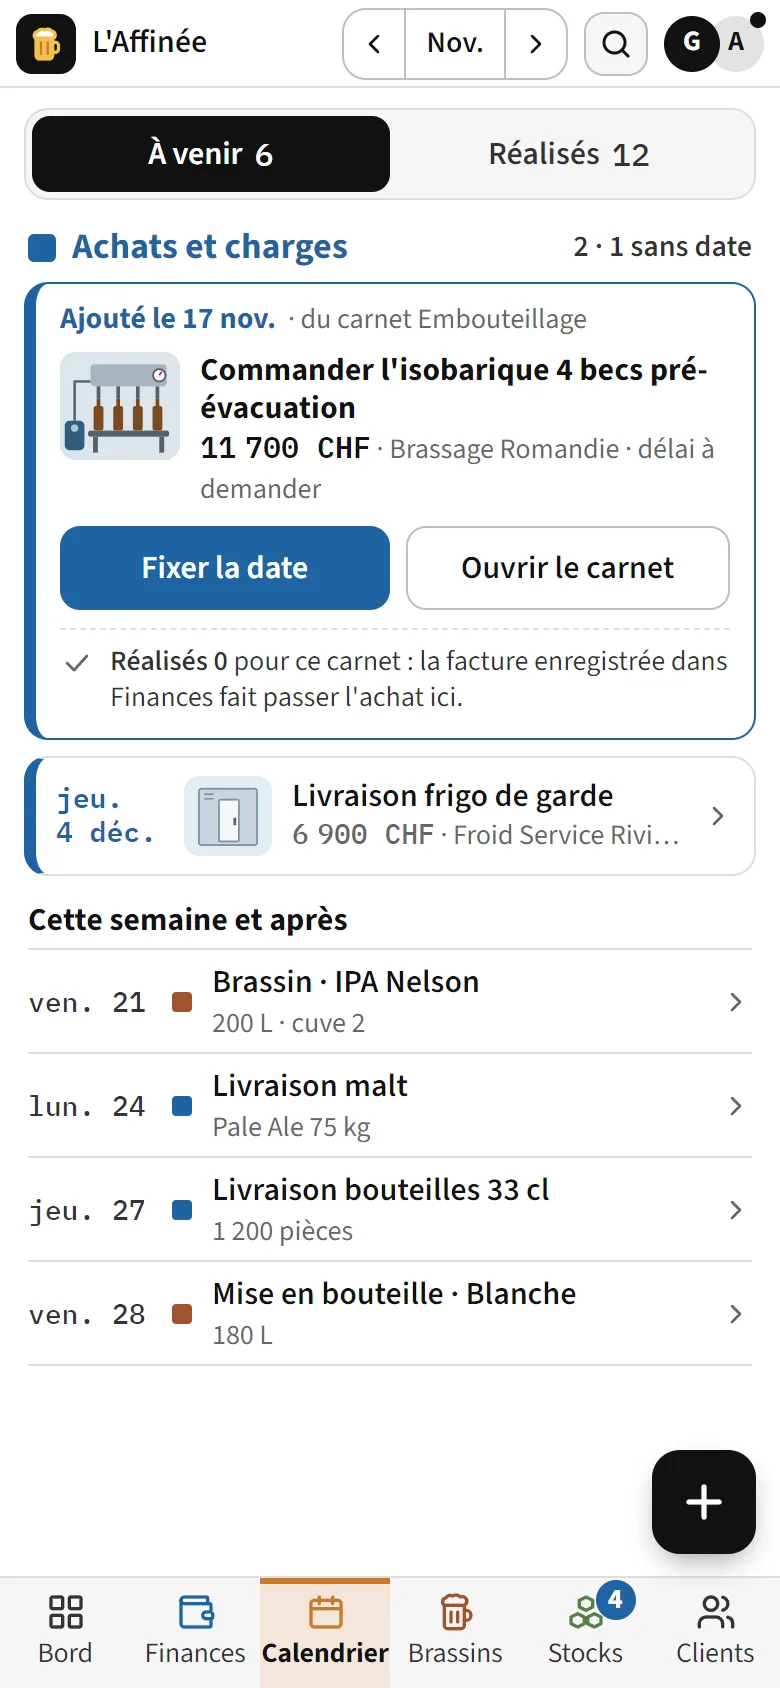 L'Affinée
Nov.
G
A
À venir 6
Réalisés 12
Achats et charges
2 · 1 sans date
Ajouté le 17 nov. · du carnet Embouteillage
Commander l'isobarique 4 becs pré-
évacuation
11 700 CHF · Brassage Romandie · délai à
demander
Fixer la date
Ouvrir le carnet
Réalisés 0 pour ce carnet : la facture enregistrée dans
Finances fait passer l'achat ici.
jeu.
4 déc.
Livraison frigo de garde
6 900 CHF · Froid Service Rivi…
Cette semaine et après
ven. 21
Brassin · IPA Nelson
200 L · cuve 2
lun. 24
Livraison malt
Pale Ale 75 kg
jeu. 27
Livraison bouteilles 33 cl
1 200 pièces
ven. 28
Mise en bouteille · Blanche
180 L
Bord
Finances
Calendrier
Brassins
4
Stocks
Clients